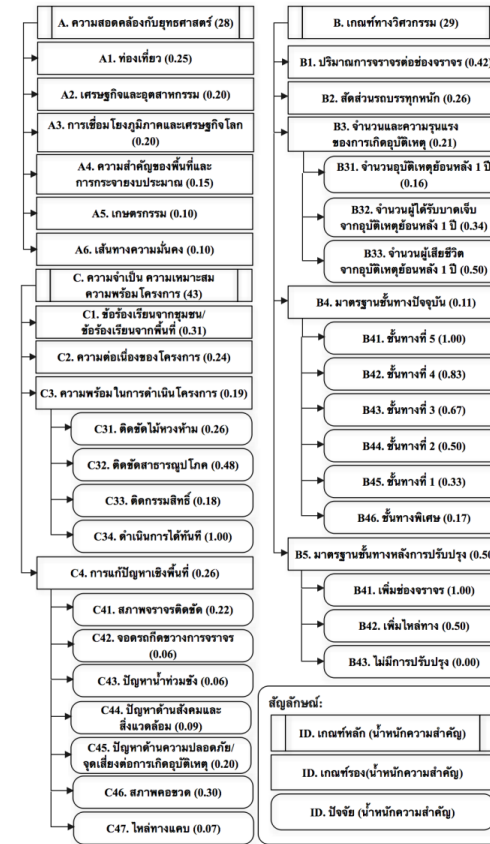 A. ความสอดคล้องกับยุทธศาสตร์ (28)
A1. ท่องเที่ยว (0.25)
A2. เศรษฐกิจและอุตสาหกรรม (0.20)
A3. การเชื่อมโยงภูมิภาคและเศรษฐกิจโลก
(0.20)
A4. ความสำคัญของพื้นที่และ
การกระจายงบประมาณ (0.15)
A5. เกษตรกรรม (0.10)
A6. เส้นทางความมั่นคง (0.10)
C. ความจำเป็น ความเหมาะสม
ความพร้อมโครงการ (43)
C1. ข้อร้องเรียนจากชุมชน/
ข้อร้องเรียนจากพื้นที่ (0.31)
C2. ความต่อเนื่องของโครงการ (0.24)
C3. ความพร้อมในการดำเนินโครงการ (0.19)
C31. ติดขัดไม้หวงห้าม (0.26)
C32. ติดขัดสาธารณูปโภค (0.48)
C33. ติดกรรมสิทธิ์ (0.18)
C34. ดำเนินการได้ทันที (1.00)
C4. การแก้ปัญหาเชิงพื้นที่ (0.26)
C41. สภาพจราจรติดขัด (0.22)
C42. จอดรถกีดขวางการจราจร
(0.06)
C43. ปัญหาน้ำท่วมขัง (0.06)
C44. ปัญหาด้านสังคมและ
สิ่งแวดล้อม (0.09)
C45. ปัญหาด้านความปลอดภัย/
จุดเสี่ยงต่อการเกิดอุบัติเหตุ (0.20)
C46. สภาพคอขวด (0.30)
C47. ไหล่ทางแคบ (0.07)
B. เกณฑ์ทางวิศวกรรม (29)
B1. ปริมาณการจราจรต่อช่องจราจร (0.42)
B2. สัดส่วนรถบรรทุกหนัก (0.26)
B3. จำนวนและความรุนแรง
ของการเกิดอุบัติเหตุ (0.21)
B31. จำนวนอุบัติเหตุย้อนหลัง 1 ปี
(0.16)
B32. จำนวนผู้ได้รับบาดเจ็บ
จากอุบัติเหตุย้อนหลัง 1 ปี (0.34)
B33. จำนวนผู้เสียชีวิต
จากอุบัติเหตุย้อนหลัง 1 ปี (0.50)
B4. มาตรฐานชั้นทางปัจจุบัน (0.11)
B41. ชั้นทางที่ 5 (1.00)
B42. ชั้นทางที่ 4 (0.83)
B43. ชั้นทางที่ 3 (0.67)
B44. ชั้นทางที่ 2 (0.50)
B45. ชั้นทางที่ 1 (0.33)
B46. ชั้นทางพิเศษ (0.17)
B5. มาตรฐานชั้นทางหลังการปรับปรุง (0.50
B41. เพิ่มช่องจราจร (1.00)
B42. เพิ่มไหล่ทาง (0.50)
B43. ไม่มีการปรับปรุง (0.00)
สัญลักษณ์:
ID. เกณฑ์หลัก (น้ำหนักความสำคัญ)
ID. เกณฑ์รอง(น้ำหนักความสำคัญ)
ID. ปัจจัย (น้ำหนักความสำคัญ)